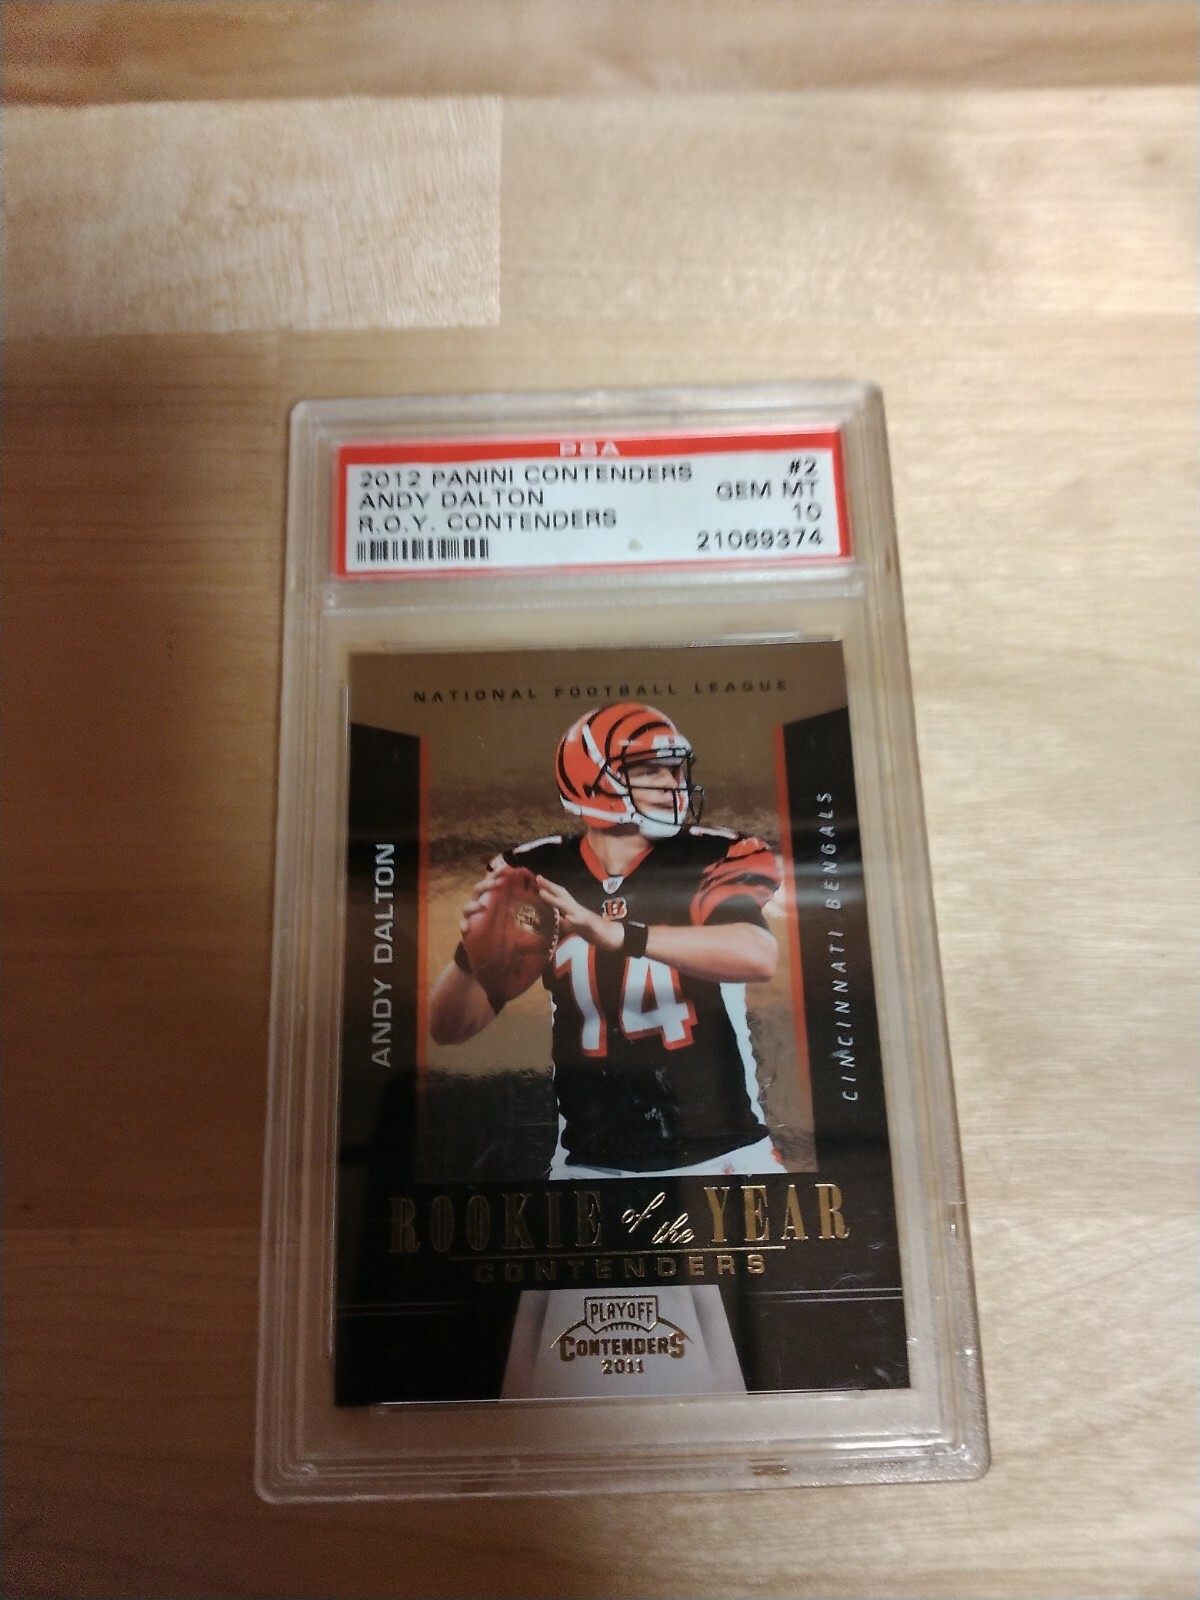 PSA
2012 PANINI CONTENDERS #2
ANDY DALTON GEM MT
R.O.Y. CONTENDERS 10
21069374
NATIONAL FOOTBALL LEAGUE
ANDY DALTON
CINCINNATI BENGALS
14
14
ROOKIE of the YEAR
CONTENDERS
PLAYOFF
CONTENDERS
2011